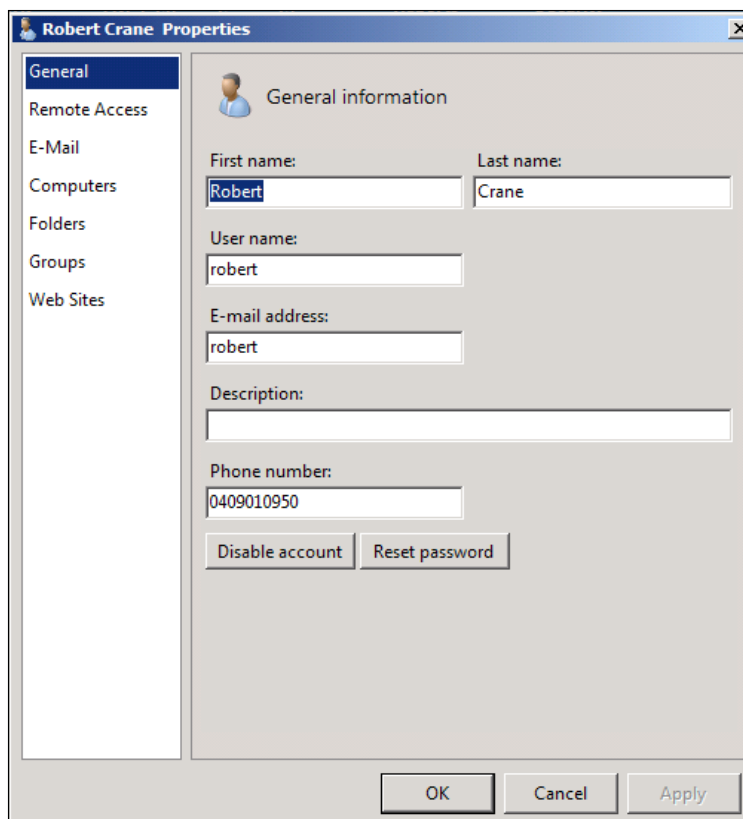 Robert Crane Properties
General
Remote Access
E-Mail
Computers
Folders
Groups
Web Sites
General information
First name: Last name:
Robert Crane
User name:
robert
E-mail address:
robert
Description:
Phone number:
0409010950
Disable account Reset password
OK Cancel Apply